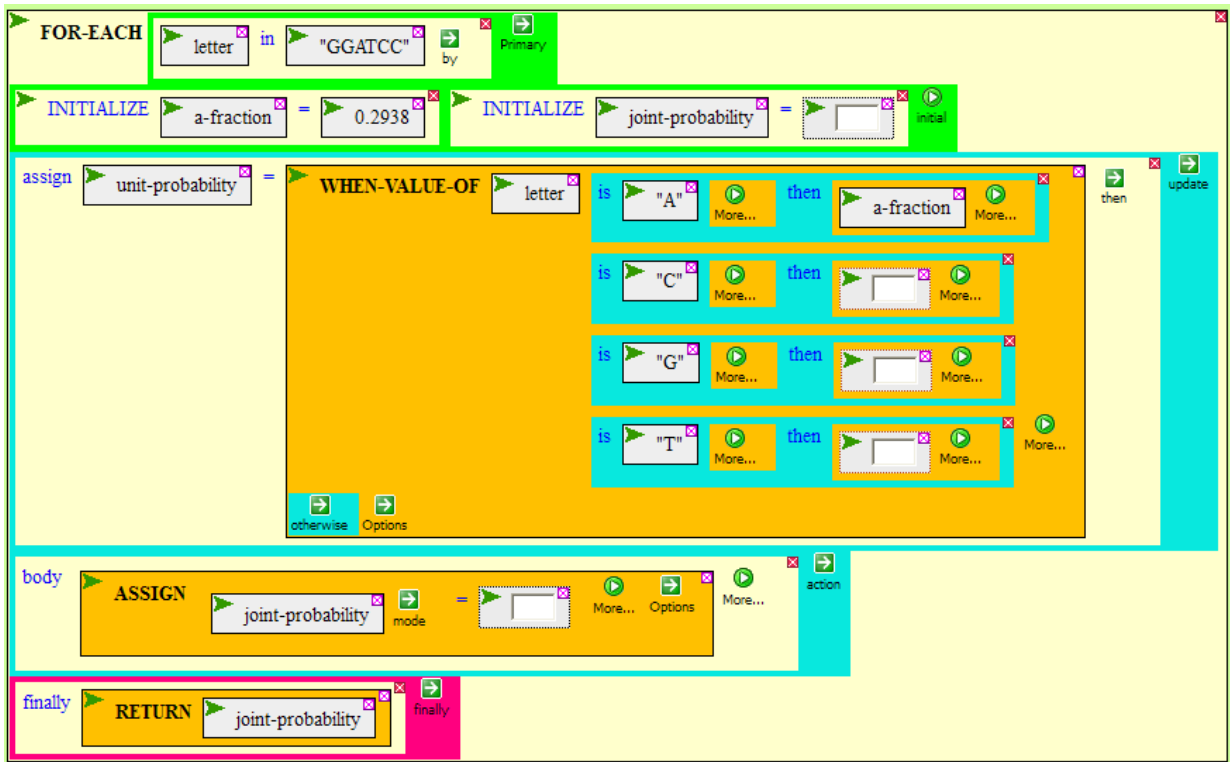 FOR-EACH letter in "GGATCC" by Primary
INITIALIZE a-fraction = 0.2938 INITIALIZE joint-probability = initial
assign unit-probability = WHEN-VALUE-OF letter is "A" More... then a-fraction More... then update
is "C" More... then More...
is "G" More... then More...
is "T" More... then More... More...
otherwise Options
body ASSIGN joint-probability mode = More... Options More... action
finally RETURN joint-probability finally